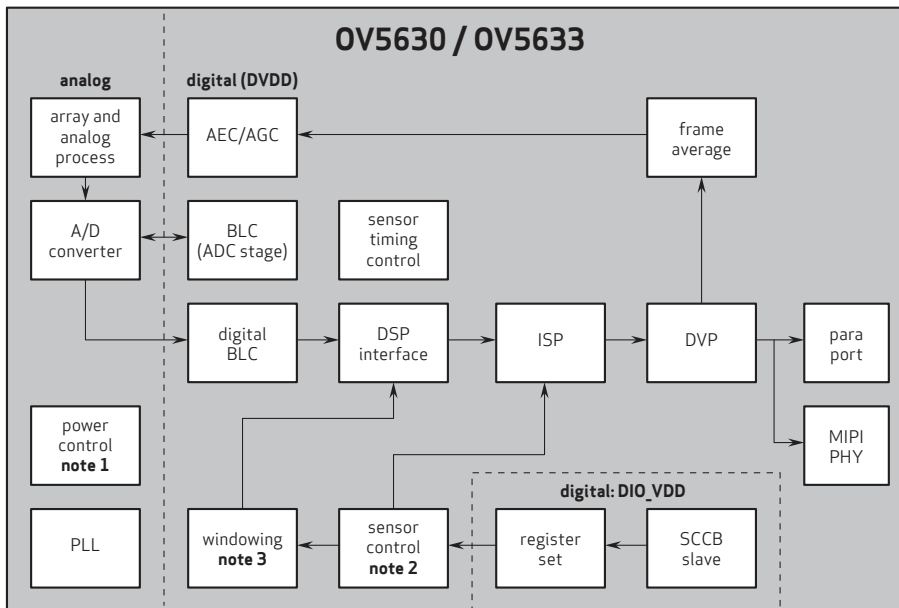 OV5630 / OV5633
analog
digital (DVDD)
array and
analog
process
AEC/AGC
frame
average
A/D
converter
BLC
(ADC stage)
sensor
timing
control
digital
BLC
DSP
interface
ISP
DVP
para
port
power
control
note 1
MIPI
PHY
digital: DIO_VDD
PLL
windowing
note 3
sensor
control
note 2
register
set
SCCB
slave